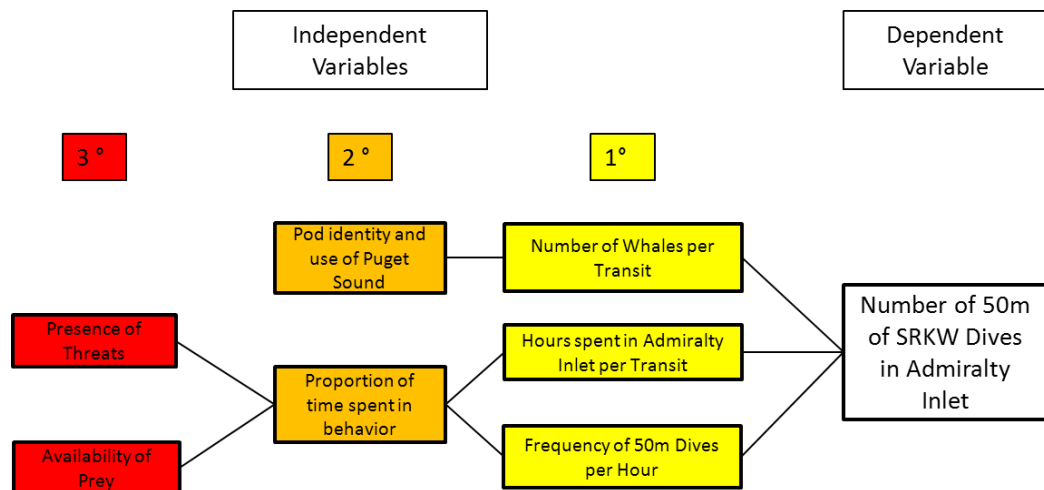 Independent
Variables
Dependent
Variable
3 °
2 °
1°
Pod identity and
use of Puget
Sound
Number of Whales per
Transit
Presence of
Threats
Hours spent in Admiralty
Inlet per Transit
Number of 50m
of SRKW Dives
in Admiralty
Inlet
Proportion of
time spent in
behavior
Availability of
Prey
Frequency of 50m Dives
per Hour